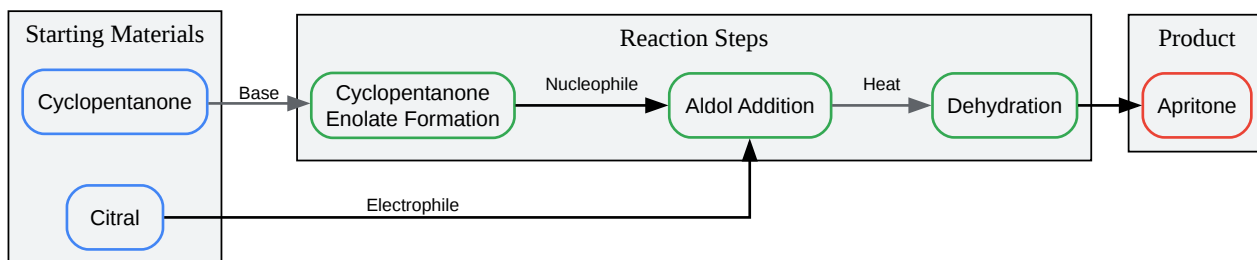 Starting Materials
Reaction Steps
Product
Cyclopentanone
Base
Cyclopentanone
Enolate Formation
Nucleophile
Aldol Addition
Heat
Dehydration
Apritone
Citral
Electrophile